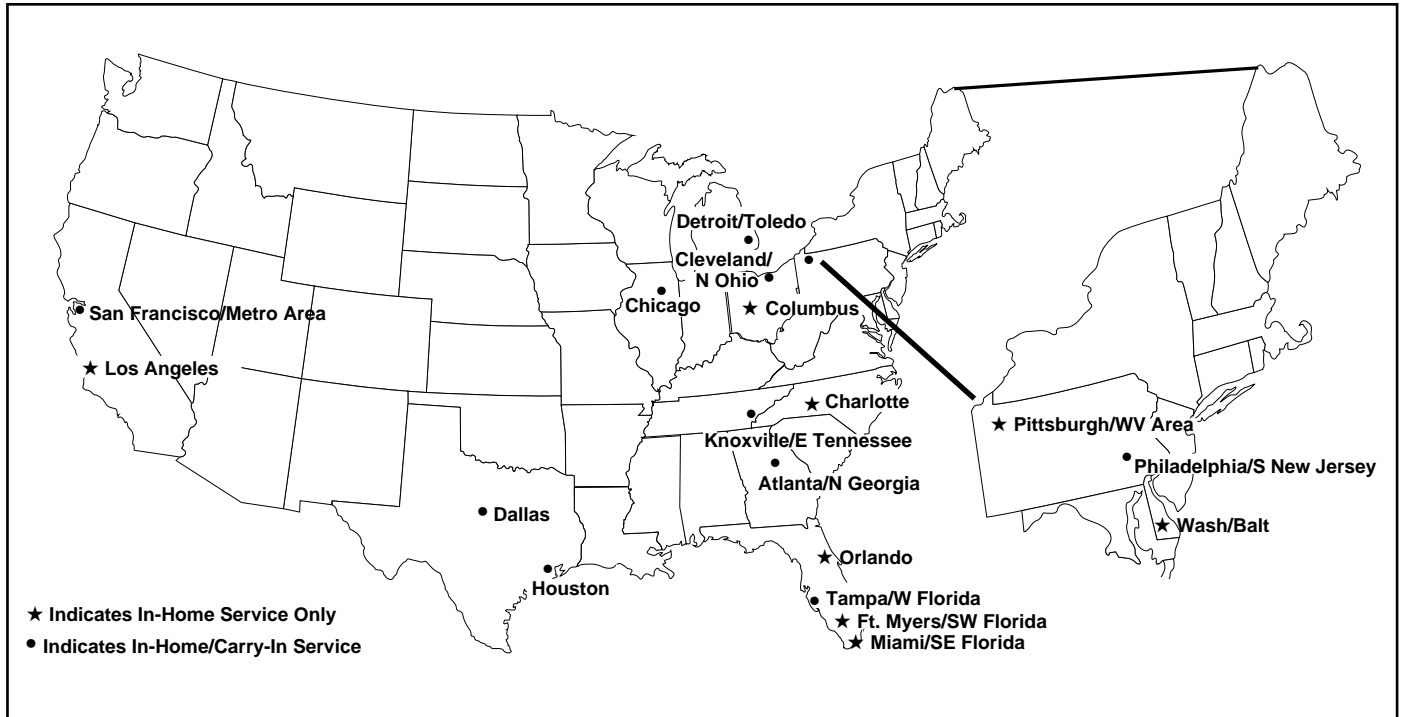 Detroit/Toledo
Cleveland/
N Ohio
Chicago
Columbus
San Francisco/Metro Area
Los Angeles
Charlotte
Knoxville/E Tennessee
Atlanta/N Georgia
Pittsburgh/WV Area
Philadelphia/S New Jersey
Wash/Balt
Dallas
Houston
Orlando
Tampa/W Florida
Ft. Myers/SW Florida
Miami/SE Florida
★ Indicates In-Home Service Only
● Indicates In-Home/Carry-In Service